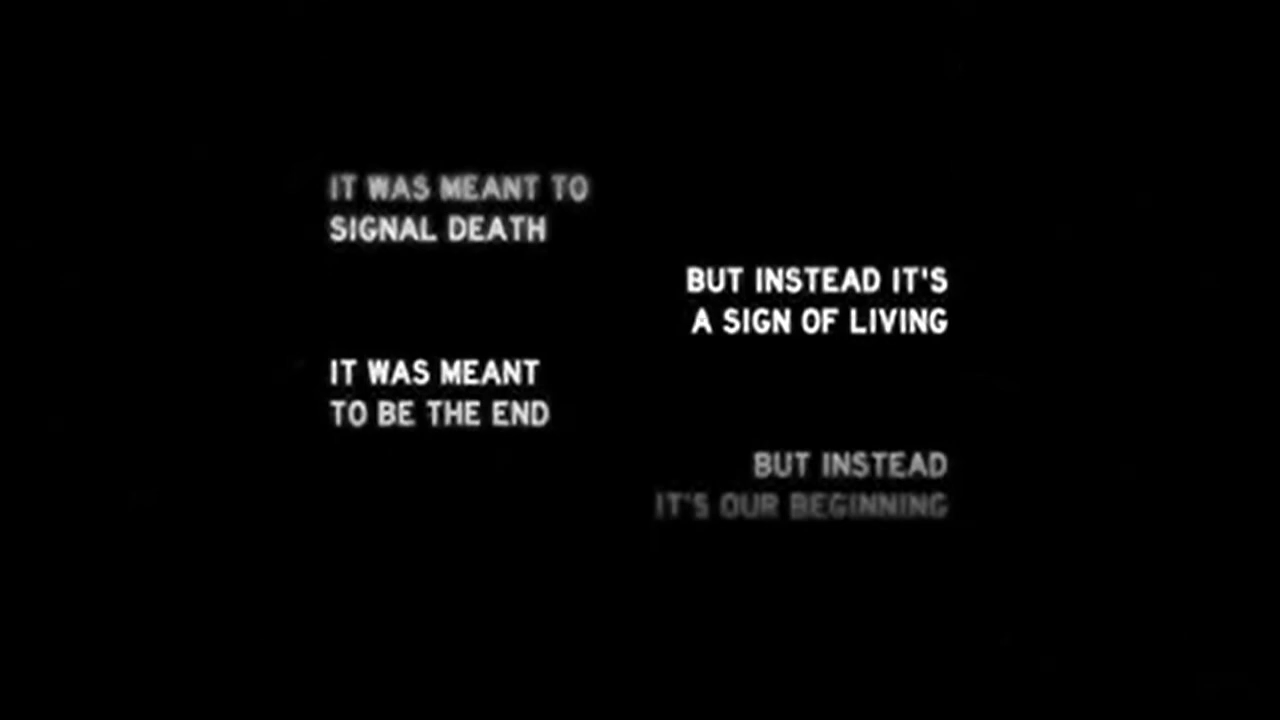 IT WAS MEANT TO
SIGNAL DEATH
BUT INSTEAD IT'S
A SIGN OF LIVING
IT WAS MEANT
TO BE THE END
BUT INSTEAD
IT'S OUR BEGINNING